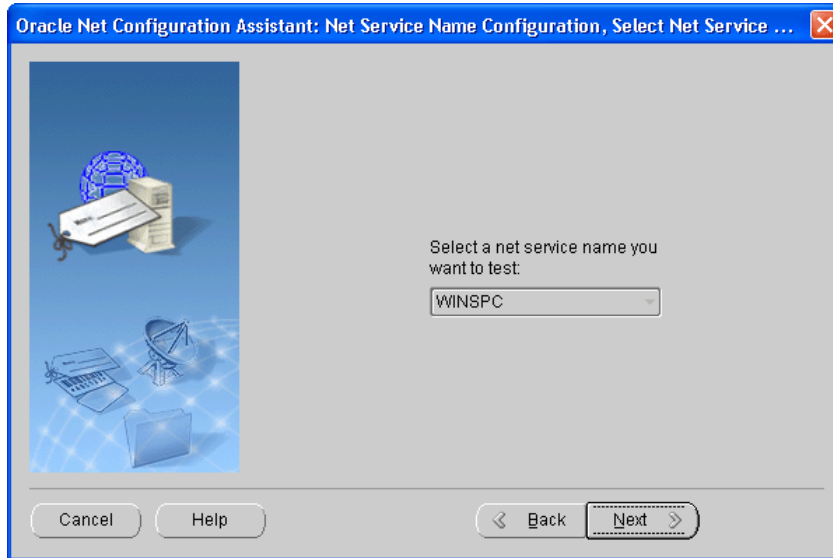 Oracle Net Configuration Assistant: Net Service Name Configuration, Select Net Service ...
Select a net service name you
want to test:
WINSPC
Cancel
Help
Back
Next